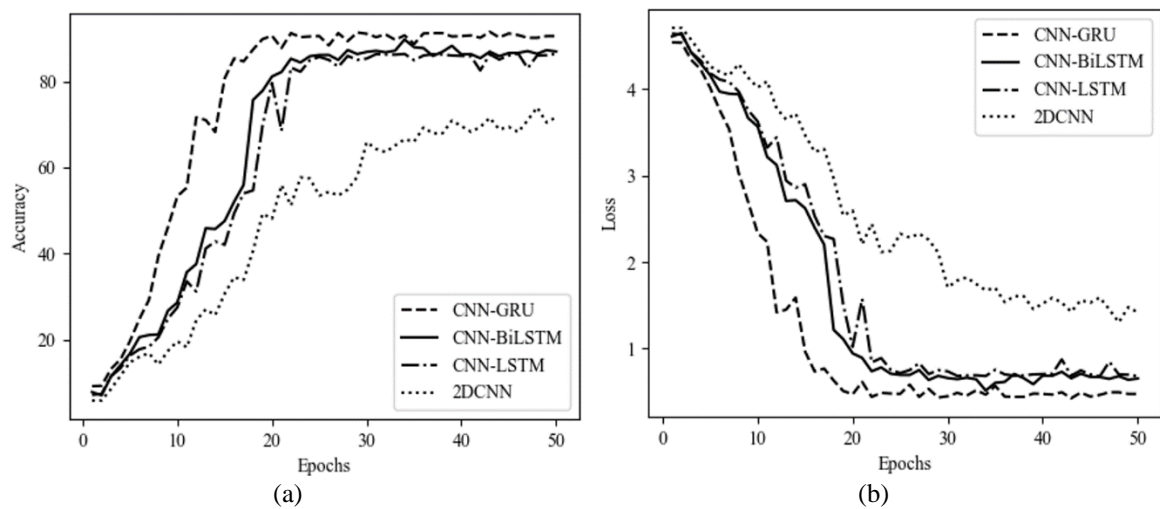 80
60
40
20
Accuracy
0
10
20
30
40
50
Epochs
CNN-GRU
CNN-BiLSTM
CNN-LSTM
2DCNN
(a)
4
3
2
1
Loss
0
10
20
30
40
50
Epochs
CNN-GRU
CNN-BiLSTM
CNN-LSTM
2DCNN
(b)